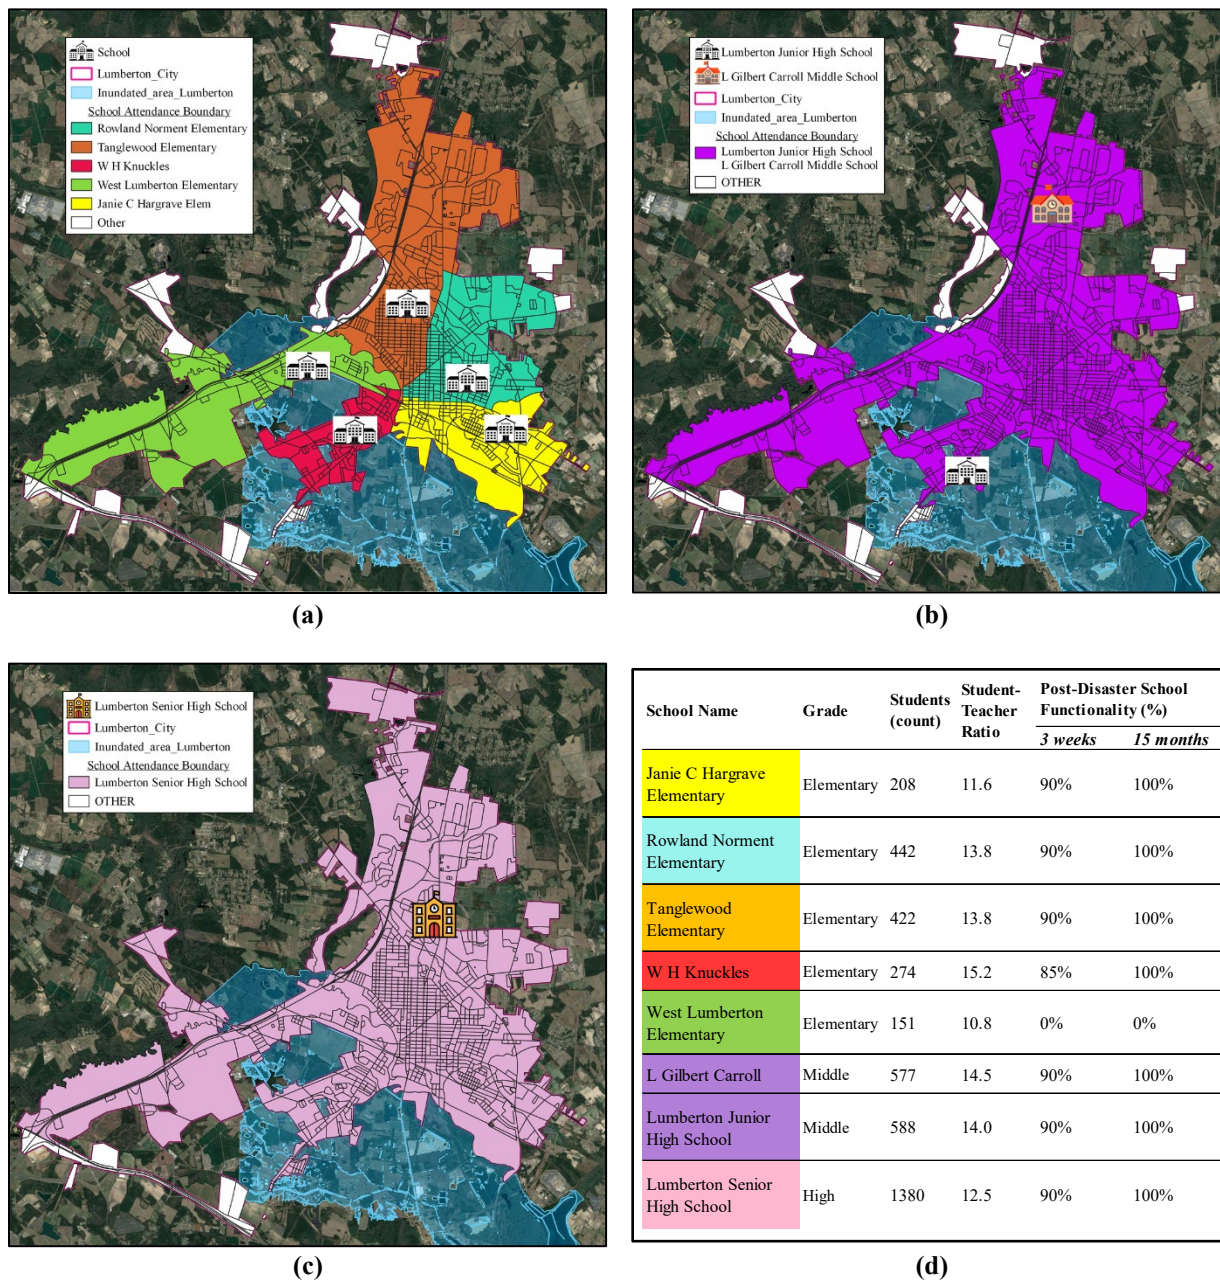 School
Lumberton_City
Inundated_area_Lumberton
School Attendance Boundary
Rowland Norment Elementary
Tanglewood Elementary
W H Knuckles
West Lumberton Elementary
Janie C Hargrave Elem
Other
(a)
Lumberton Junior High School
L Gilbert Carroll Middle School
Lumberton_City
Inundated_area_Lumberton
School Attendance Boundary
Lumberton Junior High School
L Gilbert Carroll Middle School
OTHER
(b)
Lumberton Senior High School
Lumberton_City
Inundated_area_Lumberton
School Attendance Boundary
Lumberton Senior High School
OTHER
(c)
School Name Grade Students (count) Student-Teacher Ratio Post-Disaster School Functionality (%)
3 weeks 15 months
Janie C Hargrave Elementary Elementary 208 11.6 90% 100%
Rowland Norment Elementary Elementary 442 13.8 90% 100%
Tanglewood Elementary Elementary 422 13.8 90% 100%
W H Knuckles Elementary 274 15.2 85% 100%
West Lumberton Elementary Elementary 151 10.8 0% 0%
L Gilbert Carroll Middle 577 14.5 90% 100%
Lumberton Junior High School Middle 588 14.0 90% 100%
Lumberton Senior High School High 1380 12.5 90% 100%
(d)